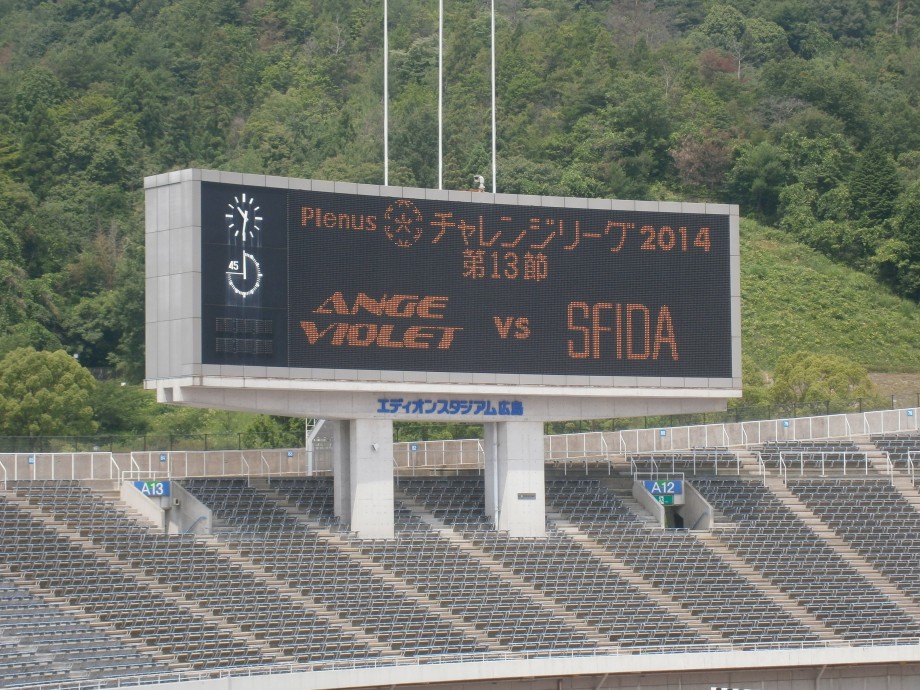 Plenus チャレンジリーグ 2014
第13節
ANGE VIOLET vs SFIDA
45
エディオンスタジアム広島
A13
A12